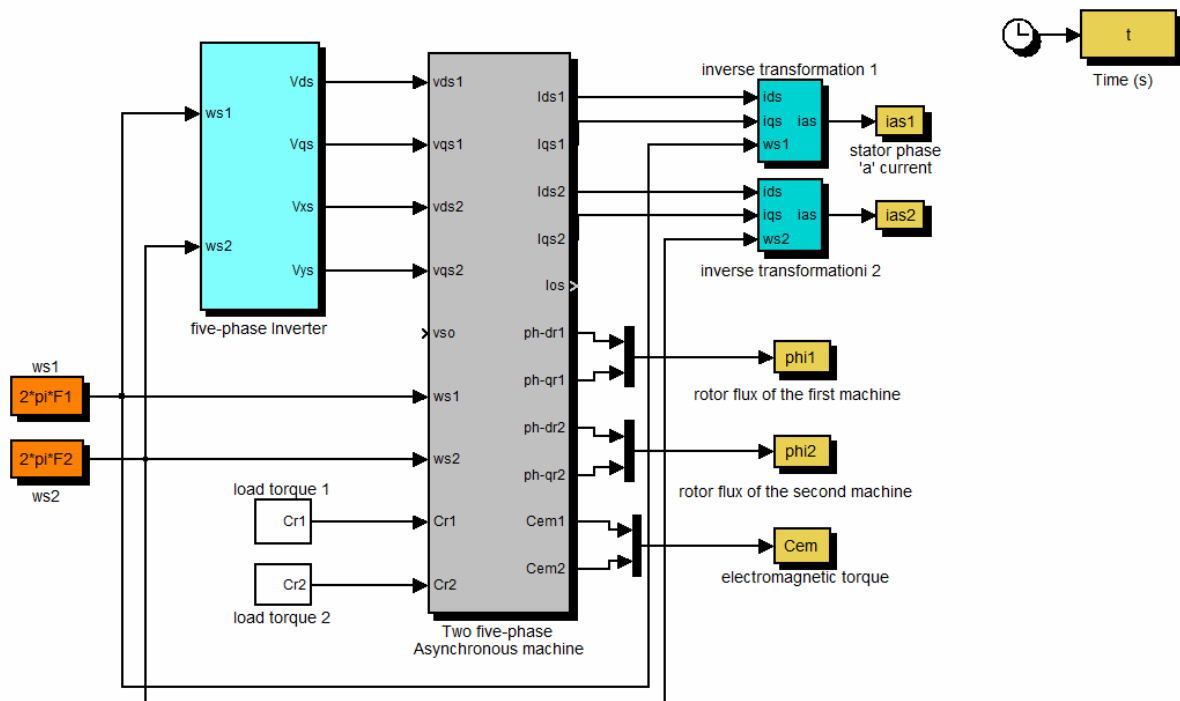 t
Time (s)
inverse transformation 1
ids
iqs
ws1
ias
ias1
stator phase
'a' current
ids
iqs
ws2
ias
ias2
inverse transformationi 2
ws1
ws2
Vds
Vqs
Vxs
Vys
five-phase Inverter
vds1
vqs1
vds2
vqs2
vso
ws1
ws2
Cr1
Cr2
Ids1
Iqs1
Ids2
Iqs2
Ios
ph-dr1
ph-qr1
ph-dr2
ph-qr2
Cem1
Cem2
Two five-phase
Asynchronous machine
ws1
2*pi*F1
2*pi*F2
ws2
load torque 1
Cr1
Cr2
load torque 2
phi1
rotor flux of the first machine
phi2
rotor flux of the second machine
Cem
electromagnetic torque